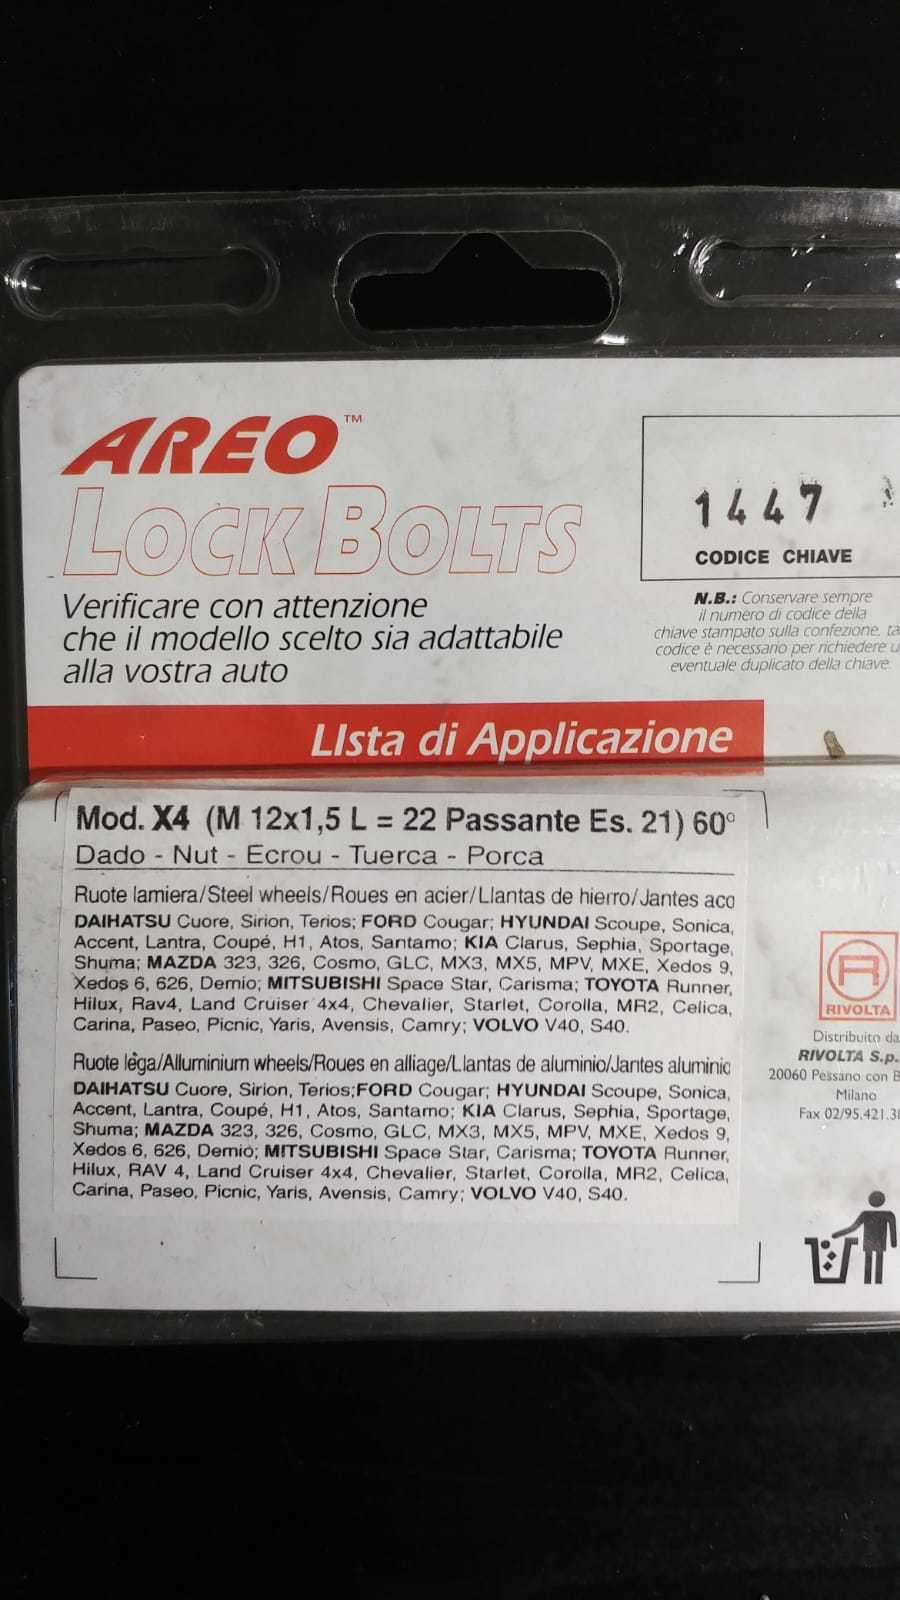 AREO™
LOCK BOLTS
Verificare con attenzione
che il modello scelto sia adattabile
alla vostra auto
1447
CODICE CHIAVE
N.B.: Conservare sempre
il numero di codice della
chiave stampato sulla confezione,
codice è necessario per richiedere
eventuale duplicato della chiave.
LIsta di Applicazione
Mod. X4 (M 12x1,5 L = 22 Passante Es. 21) 60°
Dado - Nut - Ecrou - Tuerca - Porca
Ruote lamiera/Steel wheels/Roues en acier/Llantas de hierro/Jantes aco
DAIHATSU Cuore, Sirion, Terios; FORD Cougar; HYUNDAI Scoupe, Sonica,
Accent, Lantra, Coupé, H1, Atos, Santamo; KIA Clarus, Sephia, Sportage,
Shuma; MAZDA 323, 326, Cosmo, GLC, MX3, MX5, MPV, MXE, Xedos 9,
Xedos 6, 626, Demio; MITSUBISHI Space Star, Carisma; TOYOTA Runner,
Hilux, Rav4, Land Cruiser 4x4, Chevalier, Starlet, Corolla, MR2, Celica,
Carina, Paseo, Picnic, Yaris, Avensis, Camry; VOLVO V40, S40.
Ruote lega/Alluminium wheels/Roues en alliage/Llantas de aluminio/Jantes aluminio
DAIHATSU Cuore, Sirion, Terios;FORD Cougar; HYUNDAI Scoupe, Sonica,
Accent, Lantra, Coupé, H1, Atos, Santamo; KIA Clarus, Sephia, Sportage,
Shuma; MAZDA 323, 326, Cosmo, GLC, MX3, MX5, MPV, MXE, Xedos 9,
Xedos 6, 626, Demio; MITSUBISHI Space Star, Carisma; TOYOTA Runner,
Hilux, RAV 4, Land Cruiser 4x4, Chevalier, Starlet, Corolla, MR2, Celica,
Carina, Paseo, Picnic, Yaris, Avensis, Camry; VOLVO V40, S40.
R
RIVOLTA
Distribuito da
RIVOLTA S.p.
20060 Pessano con B
Milano
Fax 02/95.421.38